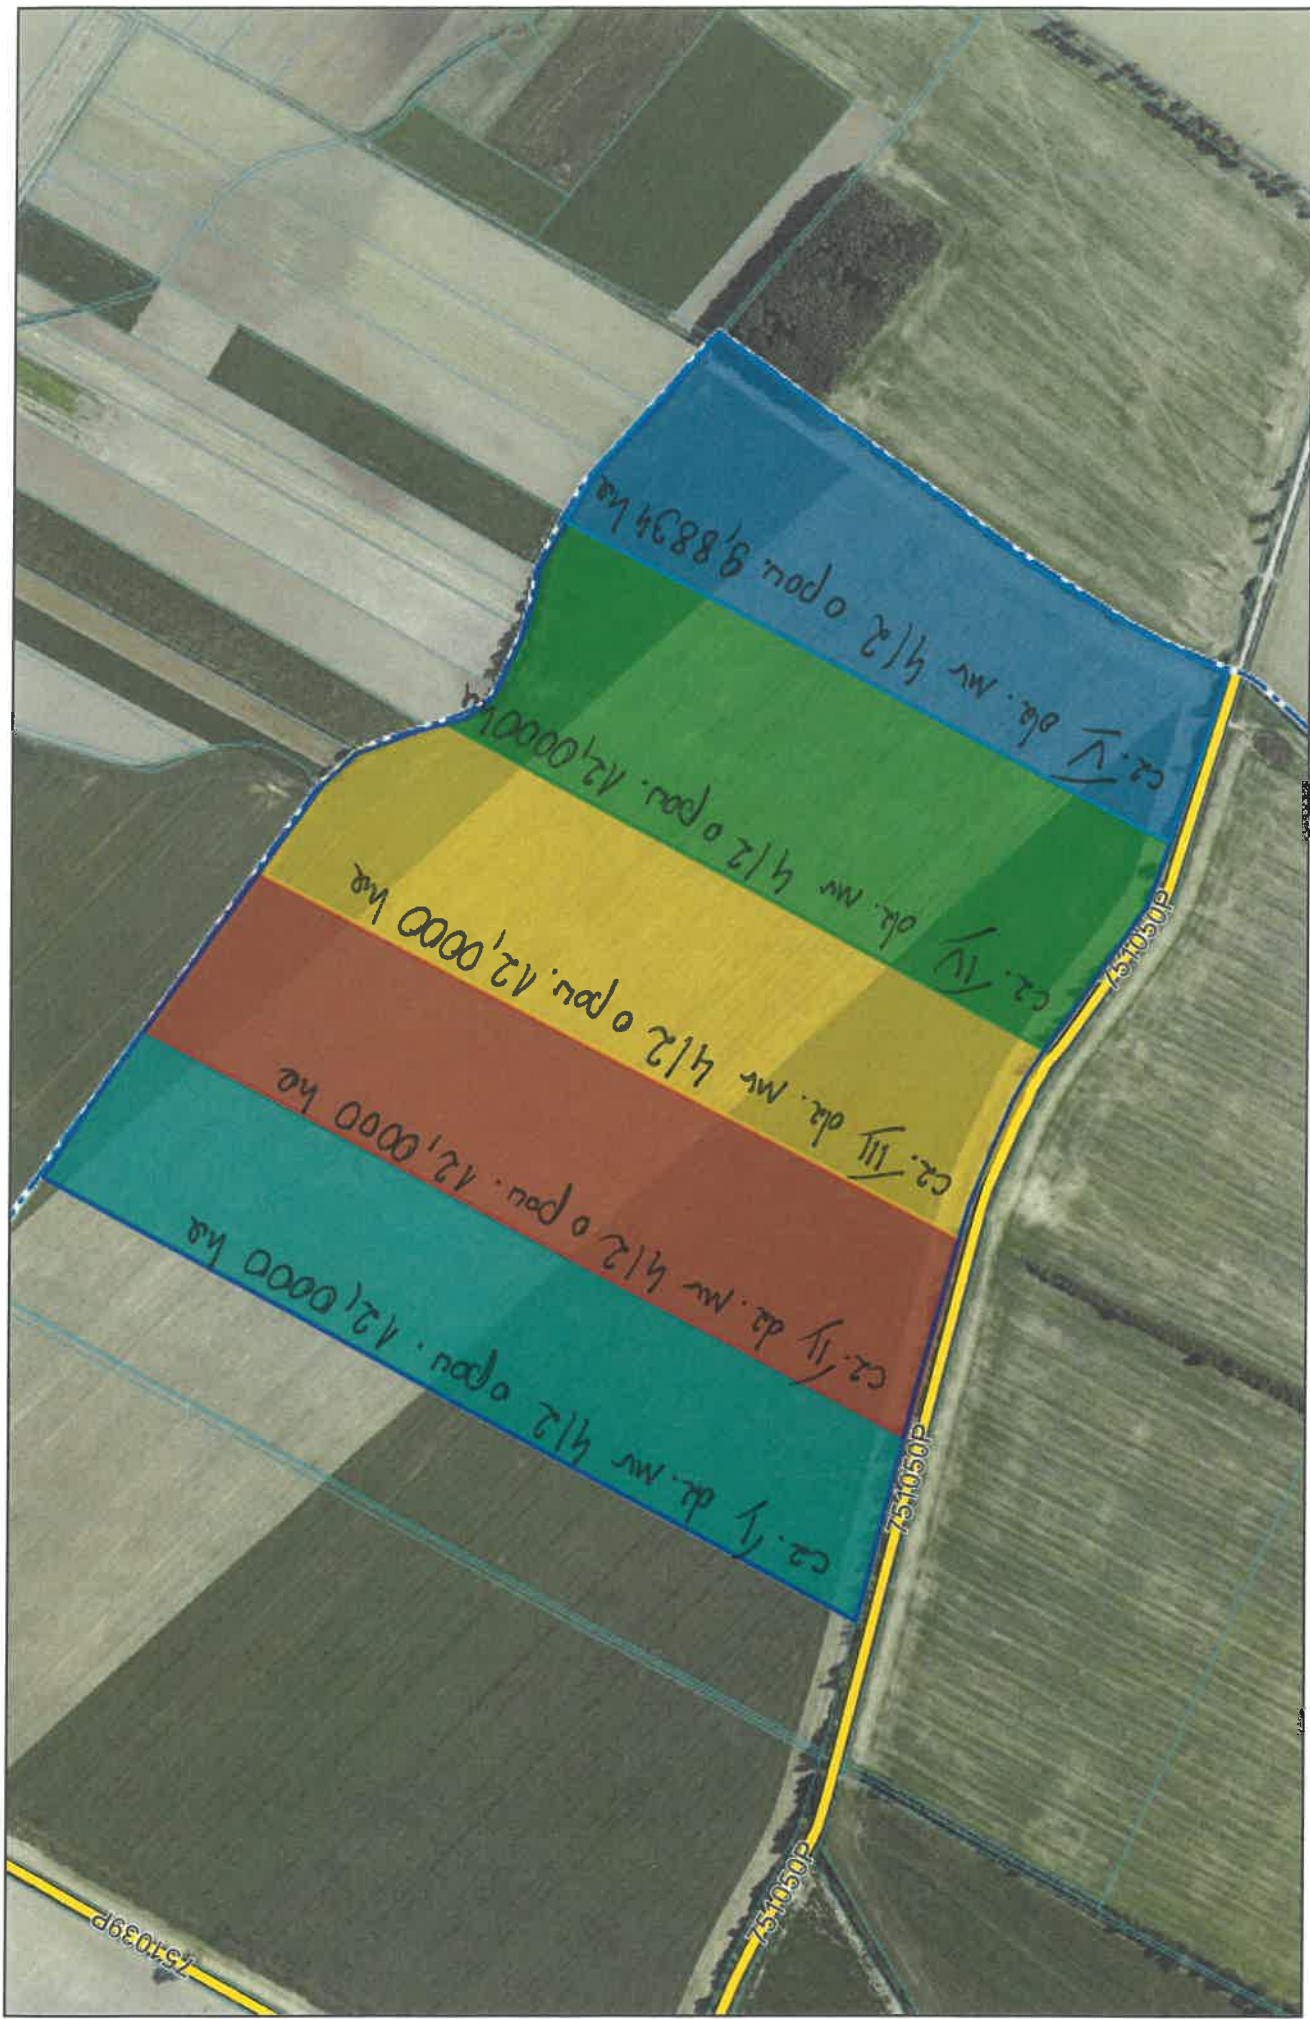 cz. V dz. nr 4/2 o pow. 9,8834 ha
cz. IV dz. nr 4/2 o pow. 12,0000 ha
cz. III dz. nr 4/2 o pow. 12,0000 ha
cz. II dz. nr 4/2 o pow. 12,0000 ha
cz. I dz. nr 4/2 o pow. 12,0000 ha
751050P
751050P
751050P
751039P